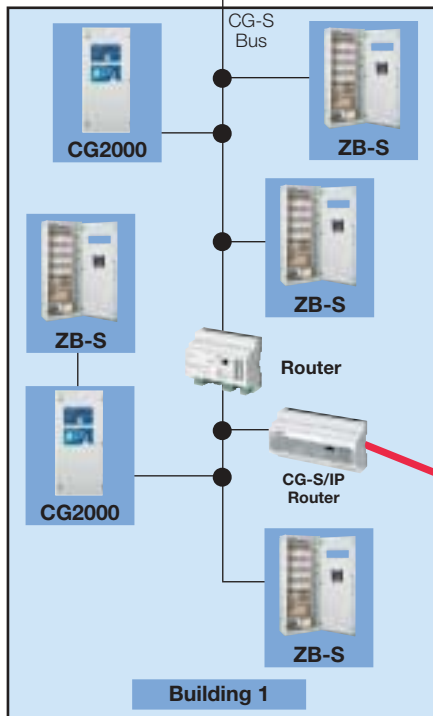 CG-S
Bus
CG2000
ZB-S
ZB-S
ZB-S
Router
CG2000
CG-S/IP
Router
ZB-S
Building 1